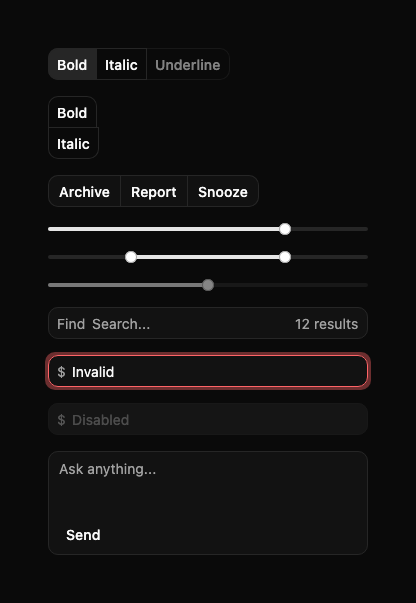 Bold Italic Underline
Bold
Italic
Archive Report Snooze
Find Search... 12 results
$ Invalid
$ Disabled
Ask anything...
Send